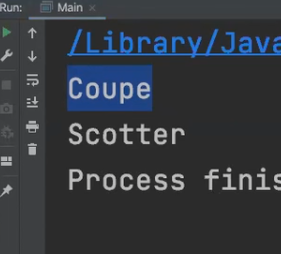 Run: Main ×
/Library/Java
Coupe
Scotter
Process finis